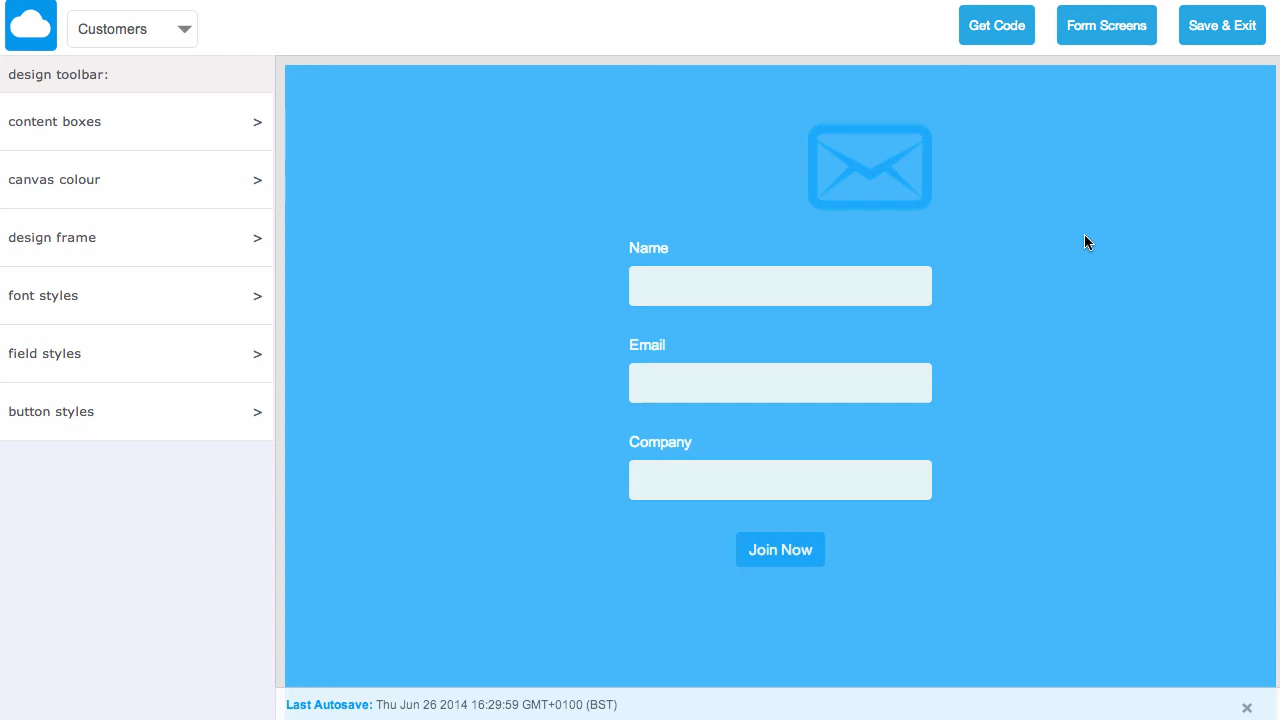 Customers
Get Code
Form Screens
Save & Exit
design toolbar:
content boxes >
canvas colour >
design frame >
font styles >
field styles >
button styles >
Name
Email
Company
Join Now
Last Autosave: Thu Jun 26 2014 16:29:59 GMT+0100 (BST)